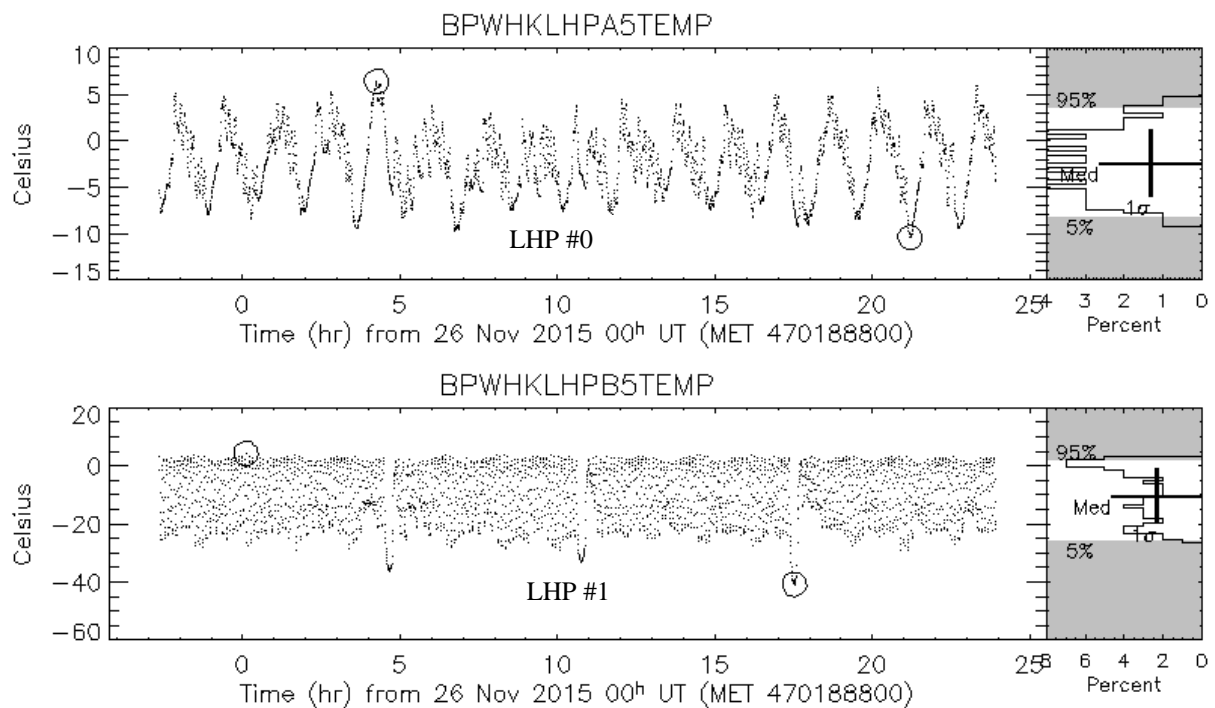 BPWHKLHPA5TEMP
10
5
0
−5
−10
−15
Celsius
95%
Med
1σ
5%
LHP #0
0 5 10 15 20 25
4 3 2 1 0
Time (hr) from 26 Nov 2015 00ʰ UT (MET 470188800)
Percent
BPWHKLHPB5TEMP
20
0
−20
−40
−60
Celsius
95%
Med
1σ
5%
LHP #1
0 5 10 15 20 25
8 6 4 2 0
Time (hr) from 26 Nov 2015 00ʰ UT (MET 470188800)
Percent